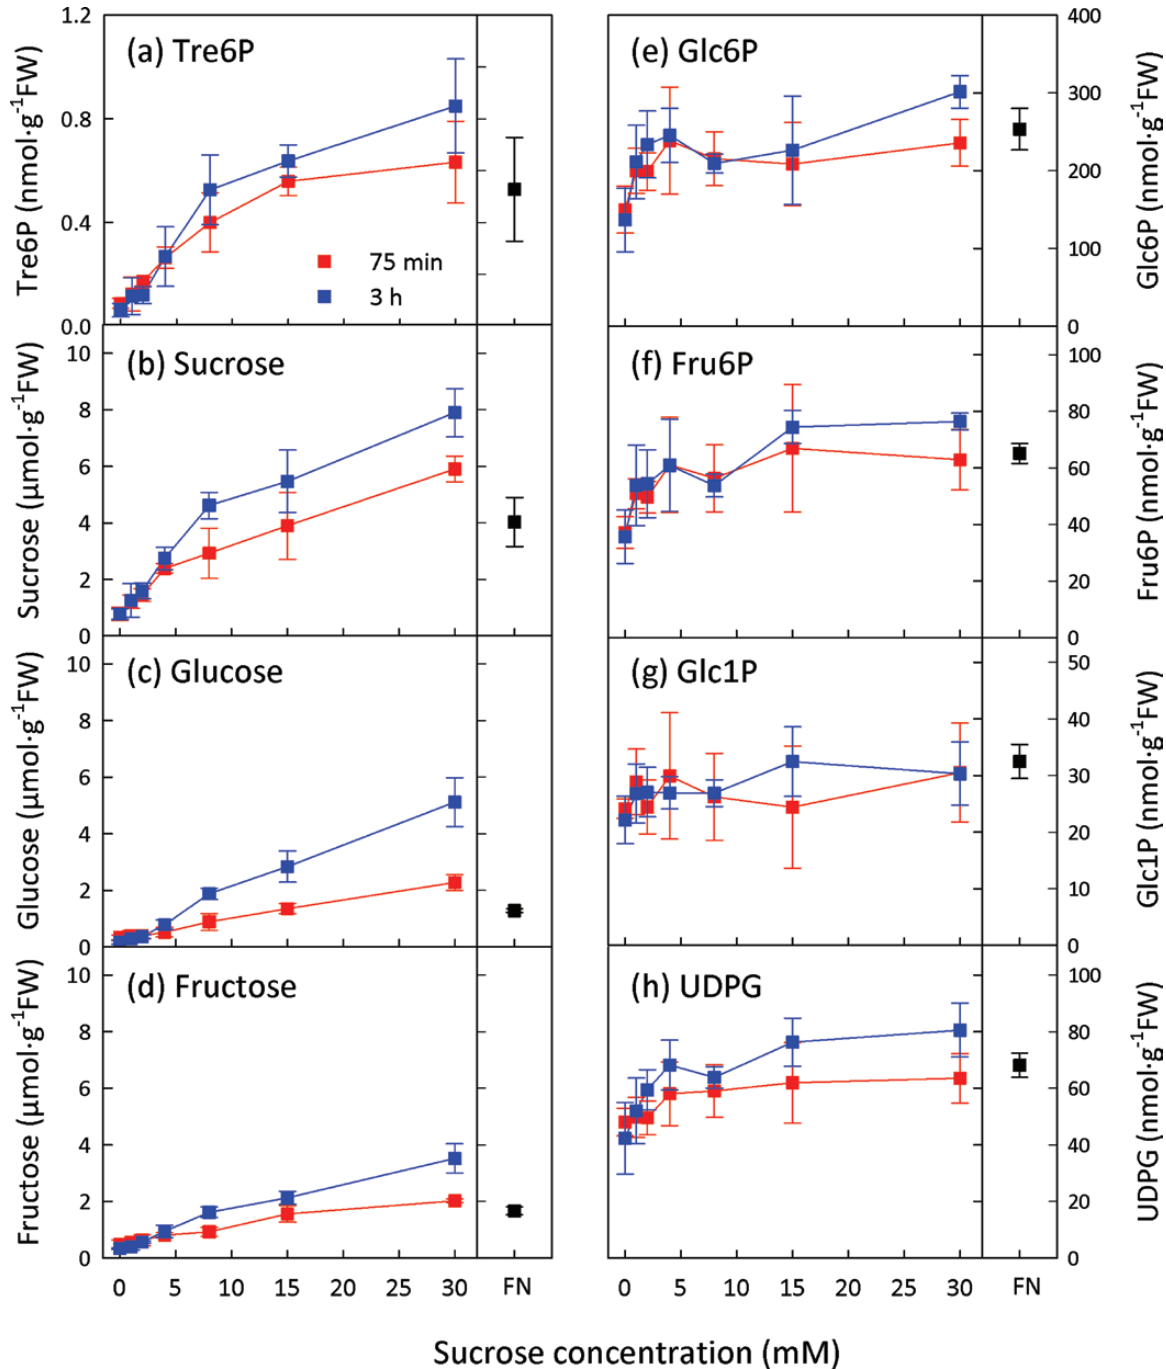 (a) Tre6P
Tre6P (nmol·g⁻¹FW)
1.2
0.8
0.4
0.0
75 min
3 h
(b) Sucrose
Sucrose (μmol·g⁻¹FW)
10
8
6
4
2
0
(c) Glucose
Glucose (μmol·g⁻¹FW)
10
8
6
4
2
0
(d) Fructose
Fructose (μmol·g⁻¹FW)
10
8
6
4
2
0
0 5 10 15 20 25 30 FN
(e) Glc6P
Glc6P (nmol·g⁻¹FW)
400
300
200
100
0
(f) Fru6P
Fru6P (nmol·g⁻¹FW)
100
80
60
40
20
0
(g) Glc1P
Glc1P (nmol·g⁻¹FW)
50
40
30
20
10
0
(h) UDPG
UDPG (nmol·g⁻¹FW)
100
80
60
40
20
0
0 5 10 15 20 25 30 FN
Sucrose concentration (mM)